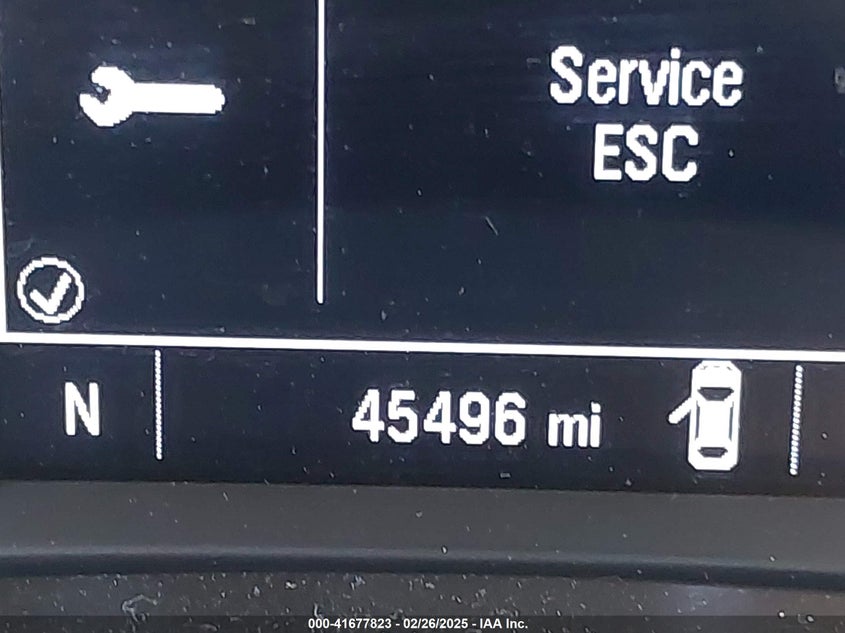 Service
ESC
N
45496 mi
000-41677823 - 02/26/2025 - IAA Inc.